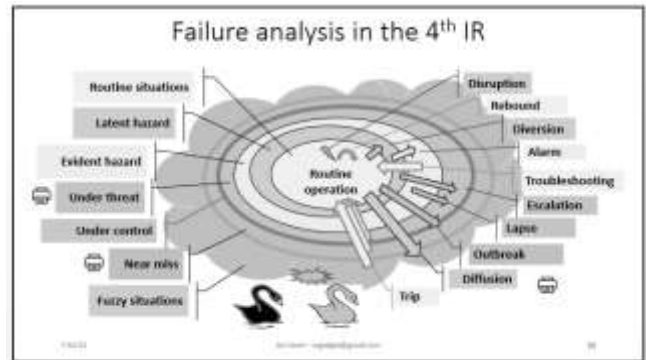 Failure analysis in the 4th IR
Routine situations
Latent hazard
Evident hazard
Under threat
Under control
Near miss
Fuzzy situations
Routine
operation
Disruption
Rebound
Diversion
Alarm
Troubleshooting
Escalation
Lapse
Outbreak
Diffusion
Trip